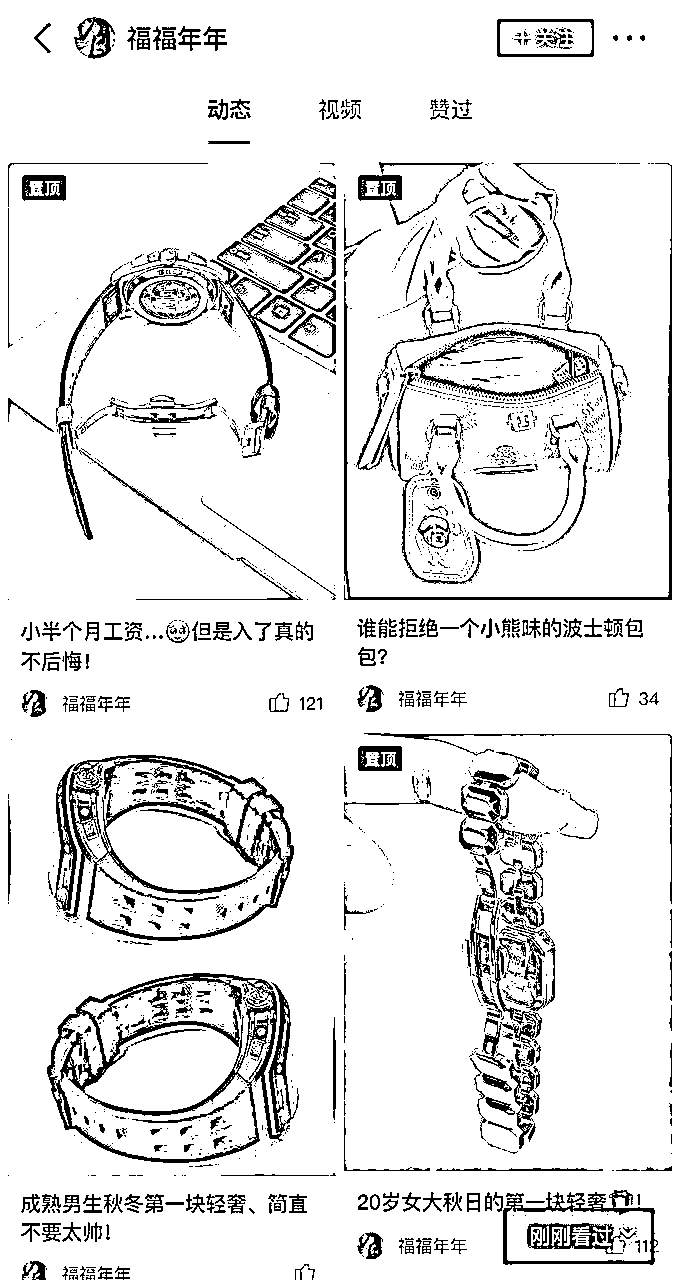 福福年年
+ 关注
动态
视频
赞过
置顶
置顶
小半个月工资...🥹但是入了真的
不后悔!
福福年年
121
谁能拒绝一个小熊味的波士顿包
包?
福福年年
34
置顶
成熟男生秋冬第一块轻奢、简直
不要太帅!
福福年年
20岁女大秋日的第一块轻奢!
福福年年
刚刚看过
112